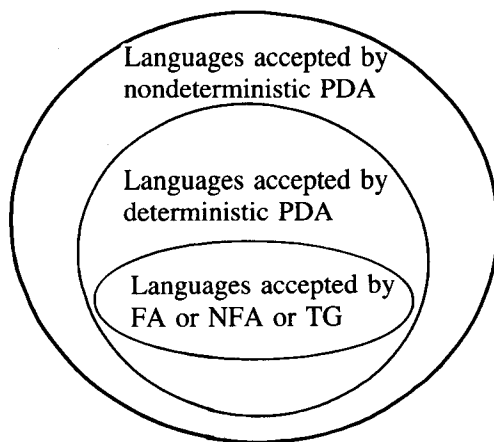 Languages accepted by
nondeterministic PDA
Languages accepted by
deterministic PDA
Languages accepted by
FA or NFA or TG